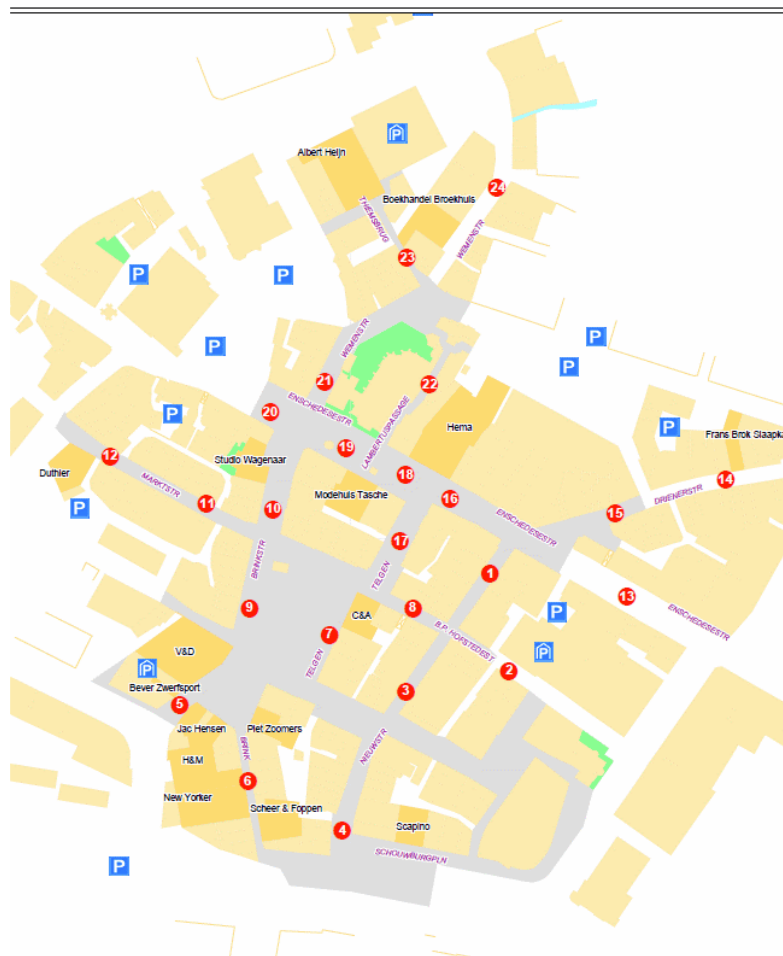 P
Albert Heijn
24
THIEMSBRUG
Boekhandel Broekhuis
WEMENSTR
23
P
P
P
P
P
WEMENSTR
21
22
ENSCHEDESESTR
20
P
P
Frans Brok Slaapka
Hema
19
LAMBERTUSPASSAGE
12
Studio Wagenaar
18
Duthler
14
MARKTSTR
Modehuis Tasche
16
DRIENERSTR
P
11
10
15
ENSCHEDESESTR
17
BRINKSTR
TELGEN
1
13
9
C&A
8
P
ENSCHEDESESTR
7
B.P. HOFSTEDEST
V&D
P
P
TELGEN
2
Bever Zwerfsport
3
5
Jac Hensen
Piet Zoomers
BRINK
NIEUWSTR
H&M
6
New Yorker
Scheer & Foppen
4
Scapino
SCHOUWBURGPLN
P